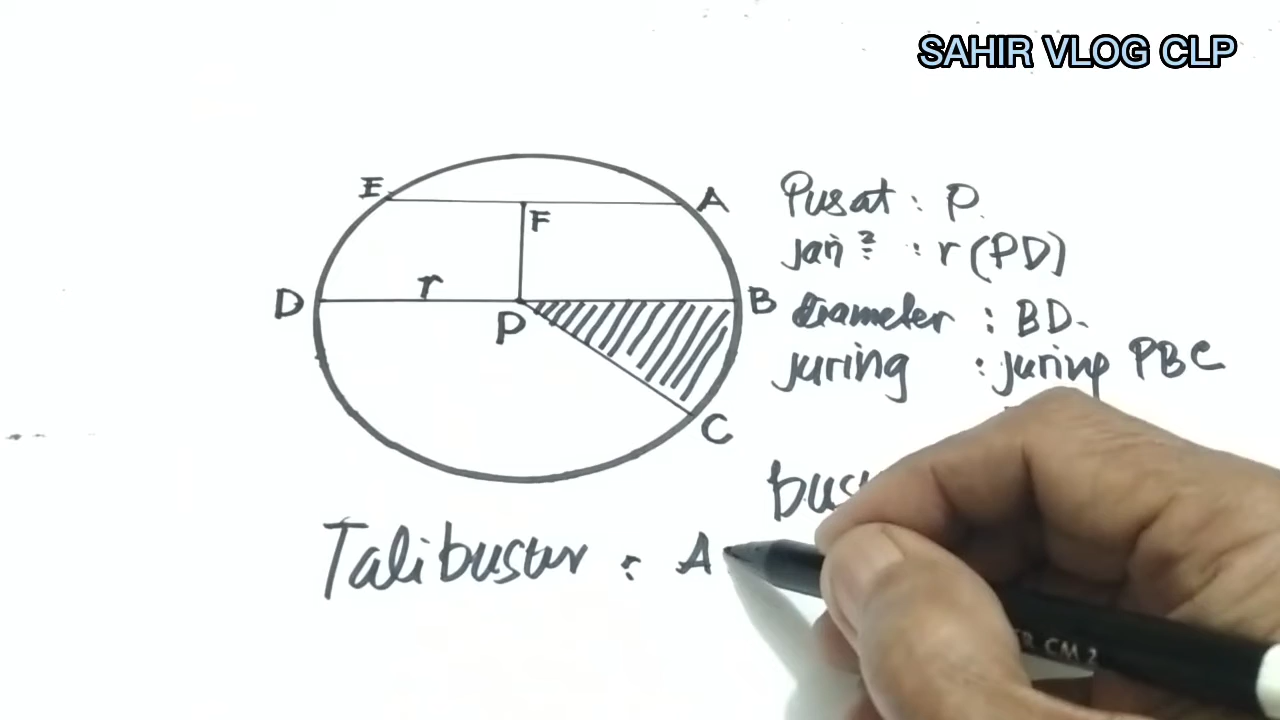 SAHIR VLOG CLP
E
A
F
D
r
B
P
C
Pusat : P
jari² : r (PD)
diameter : BD
juring : juring PBC
Talibusur : A